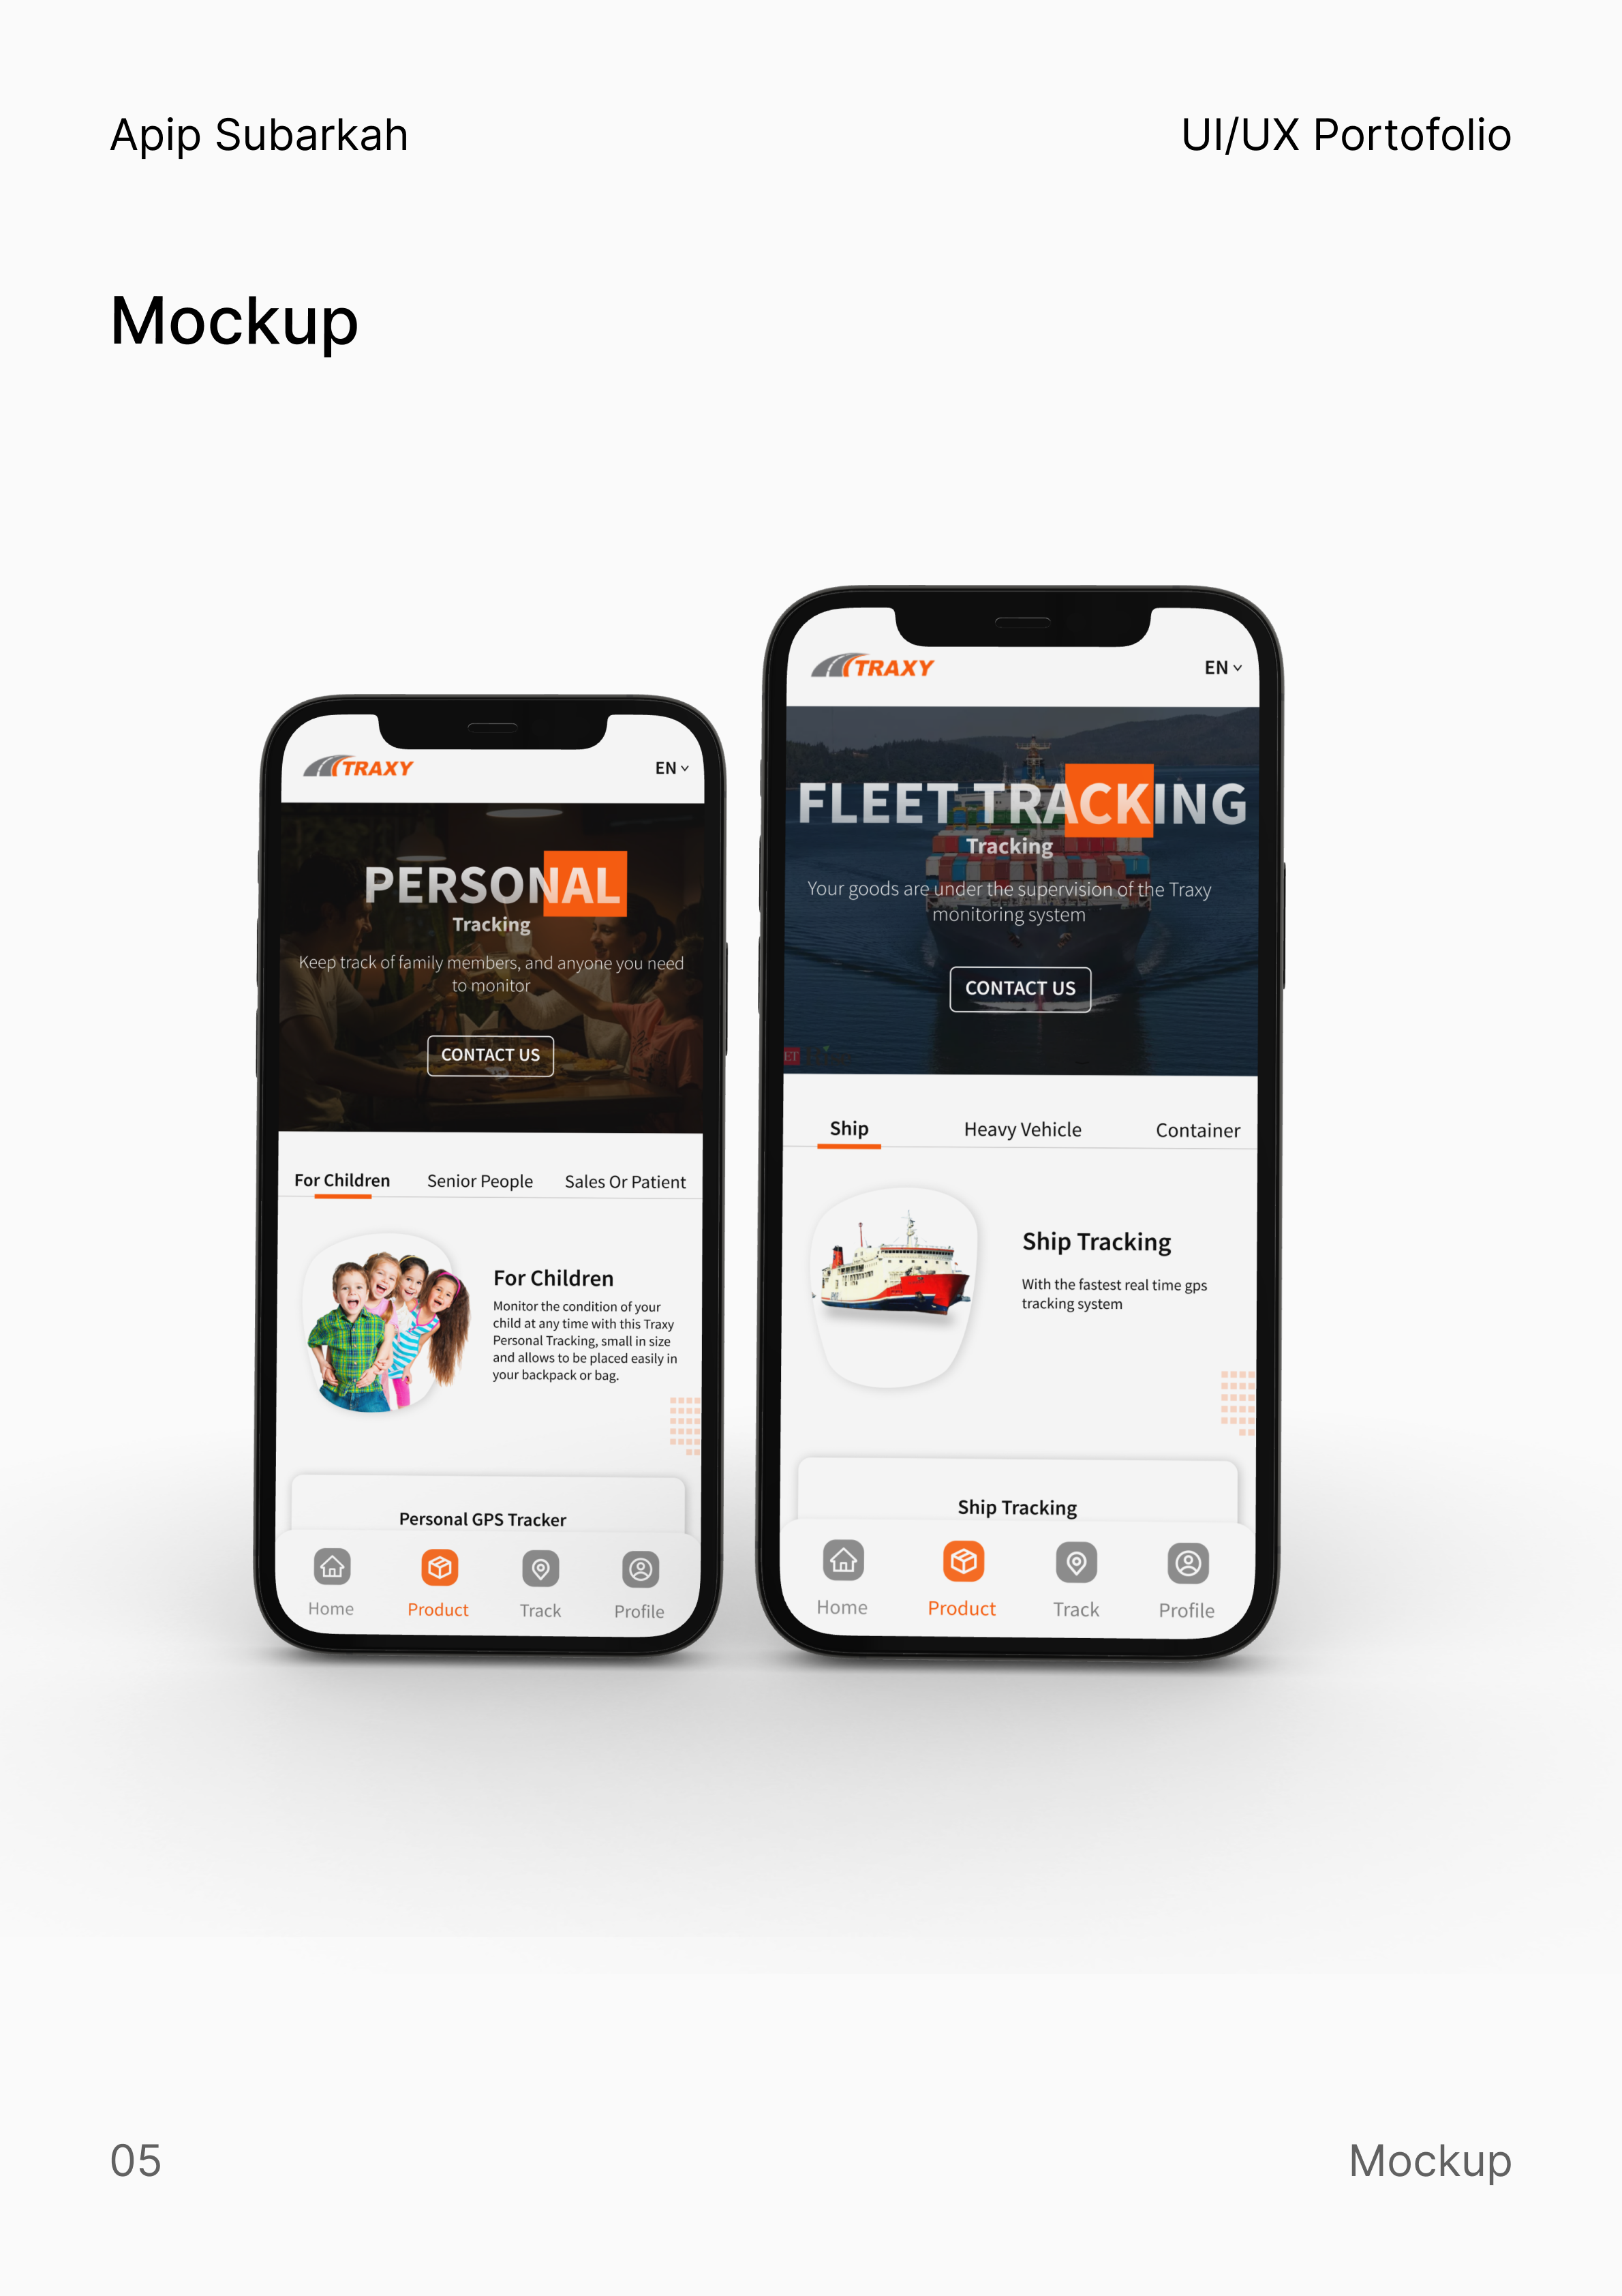 Apip Subarkah
UI/UX Portofolio
Mockup
TRAXY
EN
PERSONAL
Tracking
Keep track of family members, and anyone you need
to monitor
CONTACT US
For Children
Senior People
Sales Or Patient
For Children
Monitor the condition of your
child at any time with this Traxy
Personal Tracking, small in size
and allows to be placed easily in
your backpack or bag.
Personal GPS Tracker
Home
Product
Track
Profile
TRAXY
EN
FLEET TRACKING
Tracking
Your goods are under the supervision of the Traxy
monitoring system
CONTACT US
ET
Ship
Heavy Vehicle
Container
Ship Tracking
With the fastest real time gps
tracking system
Ship Tracking
Home
Product
Track
Profile
05
Mockup